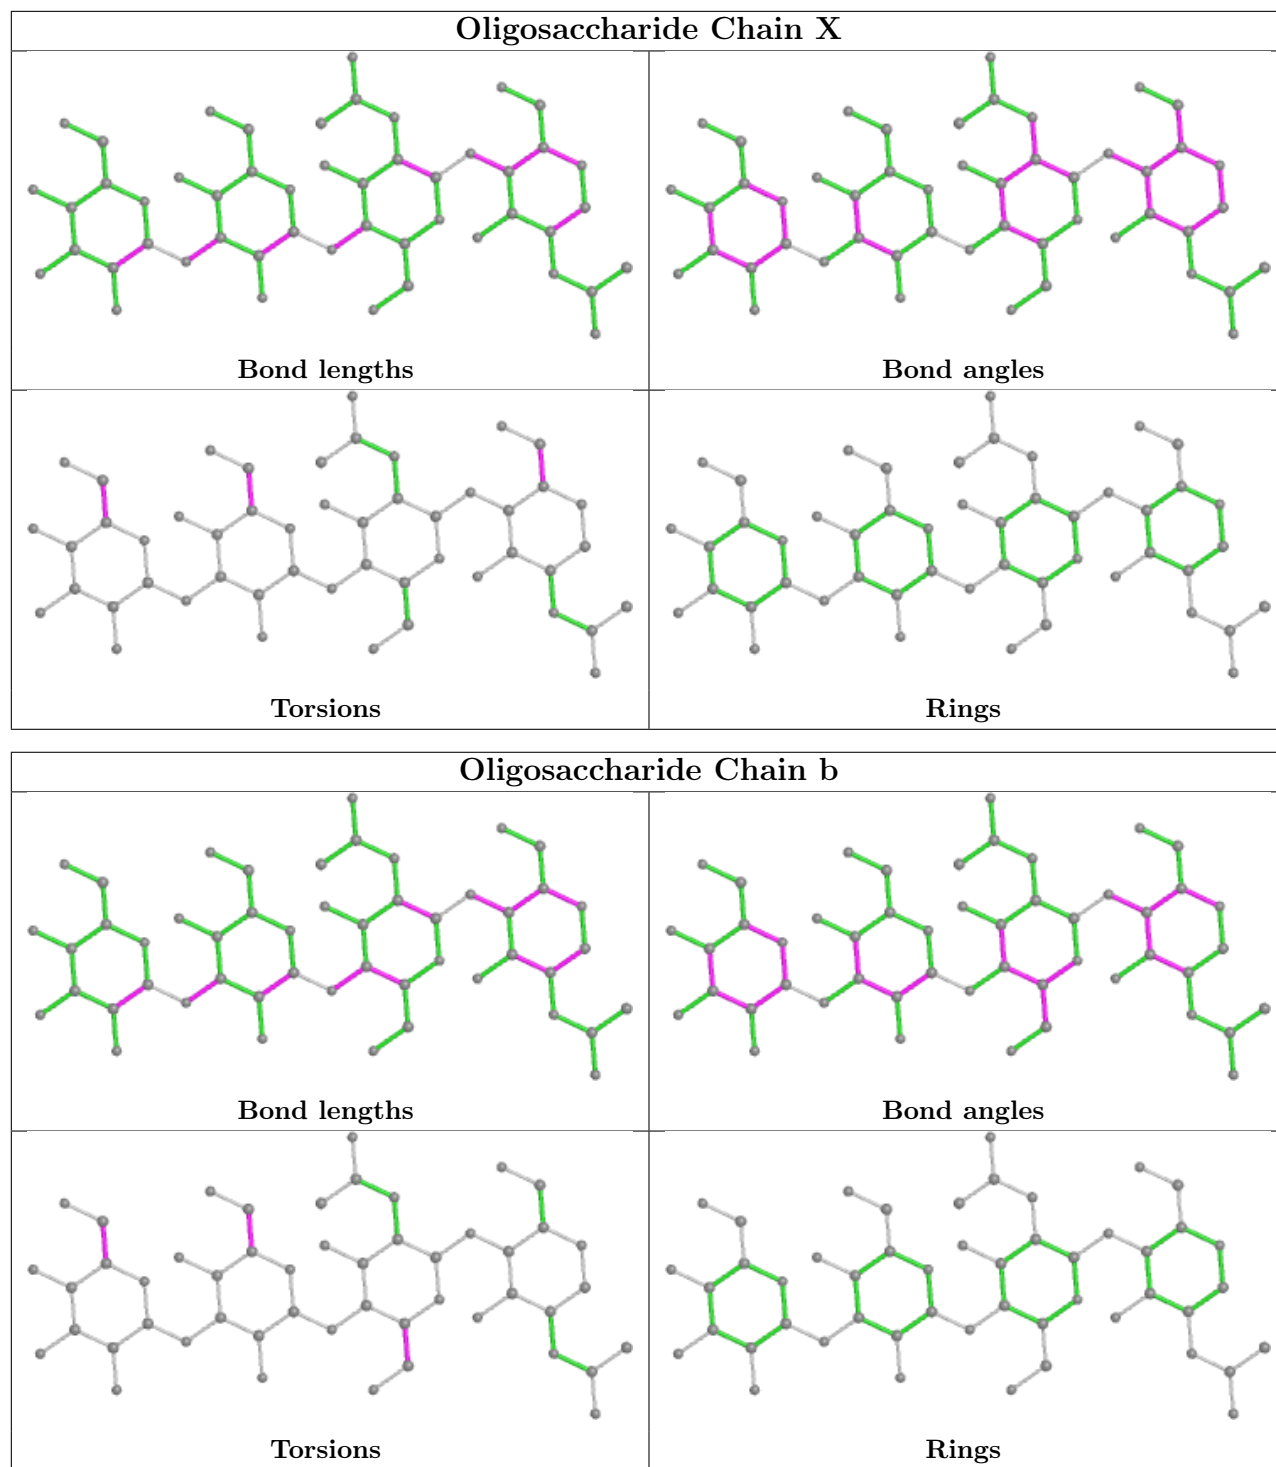 Oligosaccharide Chain X
Bond lengths
Bond angles
Torsions
Rings
Oligosaccharide Chain b
Bond lengths
Bond angles
Torsions
Rings